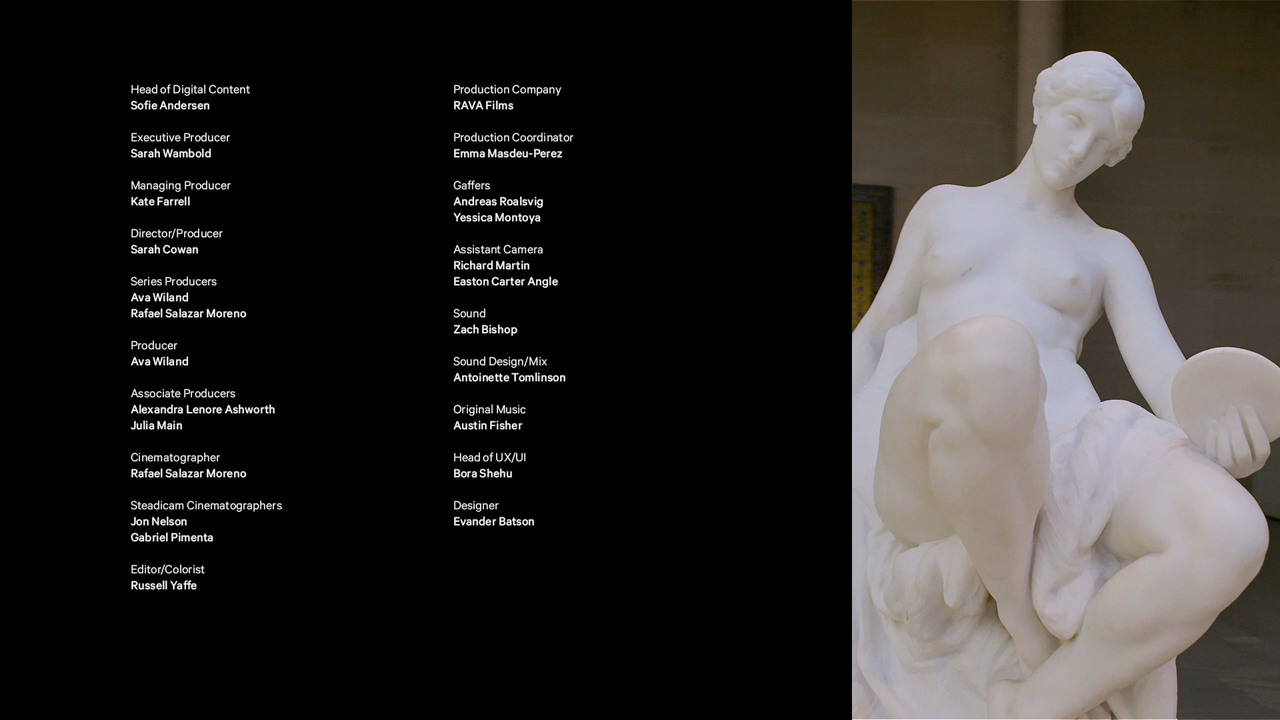 Head of Digital Content
Sofie Andersen
Executive Producer
Sarah Wambold
Managing Producer
Kate Farrell
Director/Producer
Sarah Cowan
Series Producers
Ava Wiland
Rafael Salazar Moreno
Producer
Ava Wiland
Associate Producers
Alexandra Lenore Ashworth
Julia Main
Cinematographer
Rafael Salazar Moreno
Steadicam Cinematographers
Jon Nelson
Gabriel Pimenta
Editor/Colorist
Russell Yaffe
Production Company
RAVA Films
Production Coordinator
Emma Masdeu-Perez
Gaffers
Andreas Roalsvig
Yessica Montoya
Assistant Camera
Richard Martin
Easton Carter Angle
Sound
Zach Bishop
Sound Design/Mix
Antoinette Tomlinson
Original Music
Austin Fisher
Head of UX/UI
Bora Shehu
Designer
Evander Batson